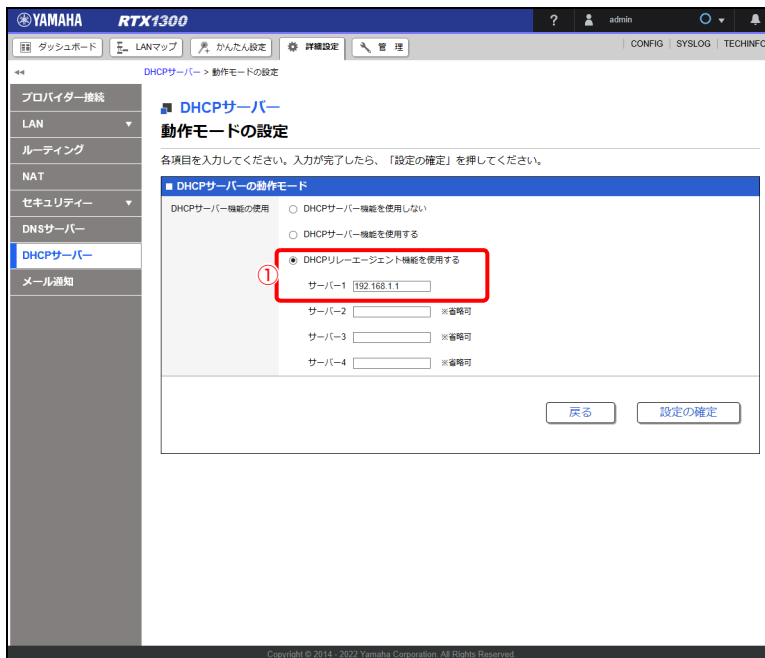 YAMAHA RTX1300 ? admin
ダッシュボード LANマップ かんたん設定 詳細設定 管 理 CONFIG SYSLOG TECHINFO
DHCPサーバー > 動作モードの設定
プロバイダー接続
LAN
ルーティング
NAT
セキュリティー
DNSサーバー
DHCPサーバー
メール通知
DHCPサーバー
動作モードの設定
各項目を入力してください。入力が完了したら、「設定の確定」を押してください。
■ DHCPサーバーの動作モード
DHCPサーバー機能の使用 DHCPサーバー機能を使用しない
DHCPサーバー機能を使用する
① DHCPリレーエージェント機能を使用する
サーバー1 192.168.1.1
サーバー2 ※省略可
サーバー3 ※省略可
サーバー4 ※省略可
戻る 設定の確定
Copyright © 2014 - 2022 Yamaha Corporation. All Rights Reserved.